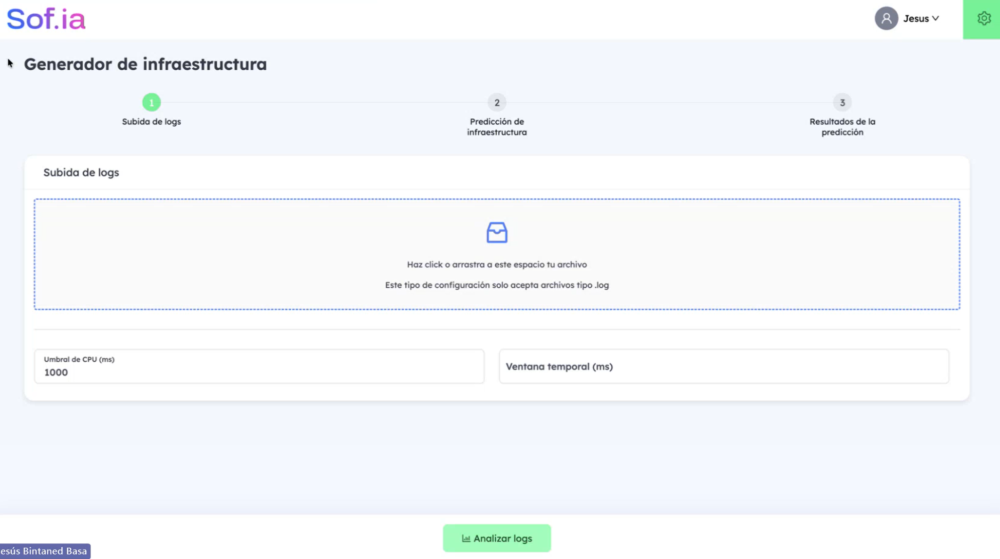 Sof.ia
Jesus
Generador de infraestructura
1
Subida de logs
2
Predicción de
infraestructura
3
Resultados de la
predicción
Subida de logs
Haz click o arrastra a este espacio tu archivo
Este tipo de configuración solo acepta archivos tipo .log
Umbral de CPU (ms)
1000
Ventana temporal (ms)
Analizar logs
esús Bintaned Basa